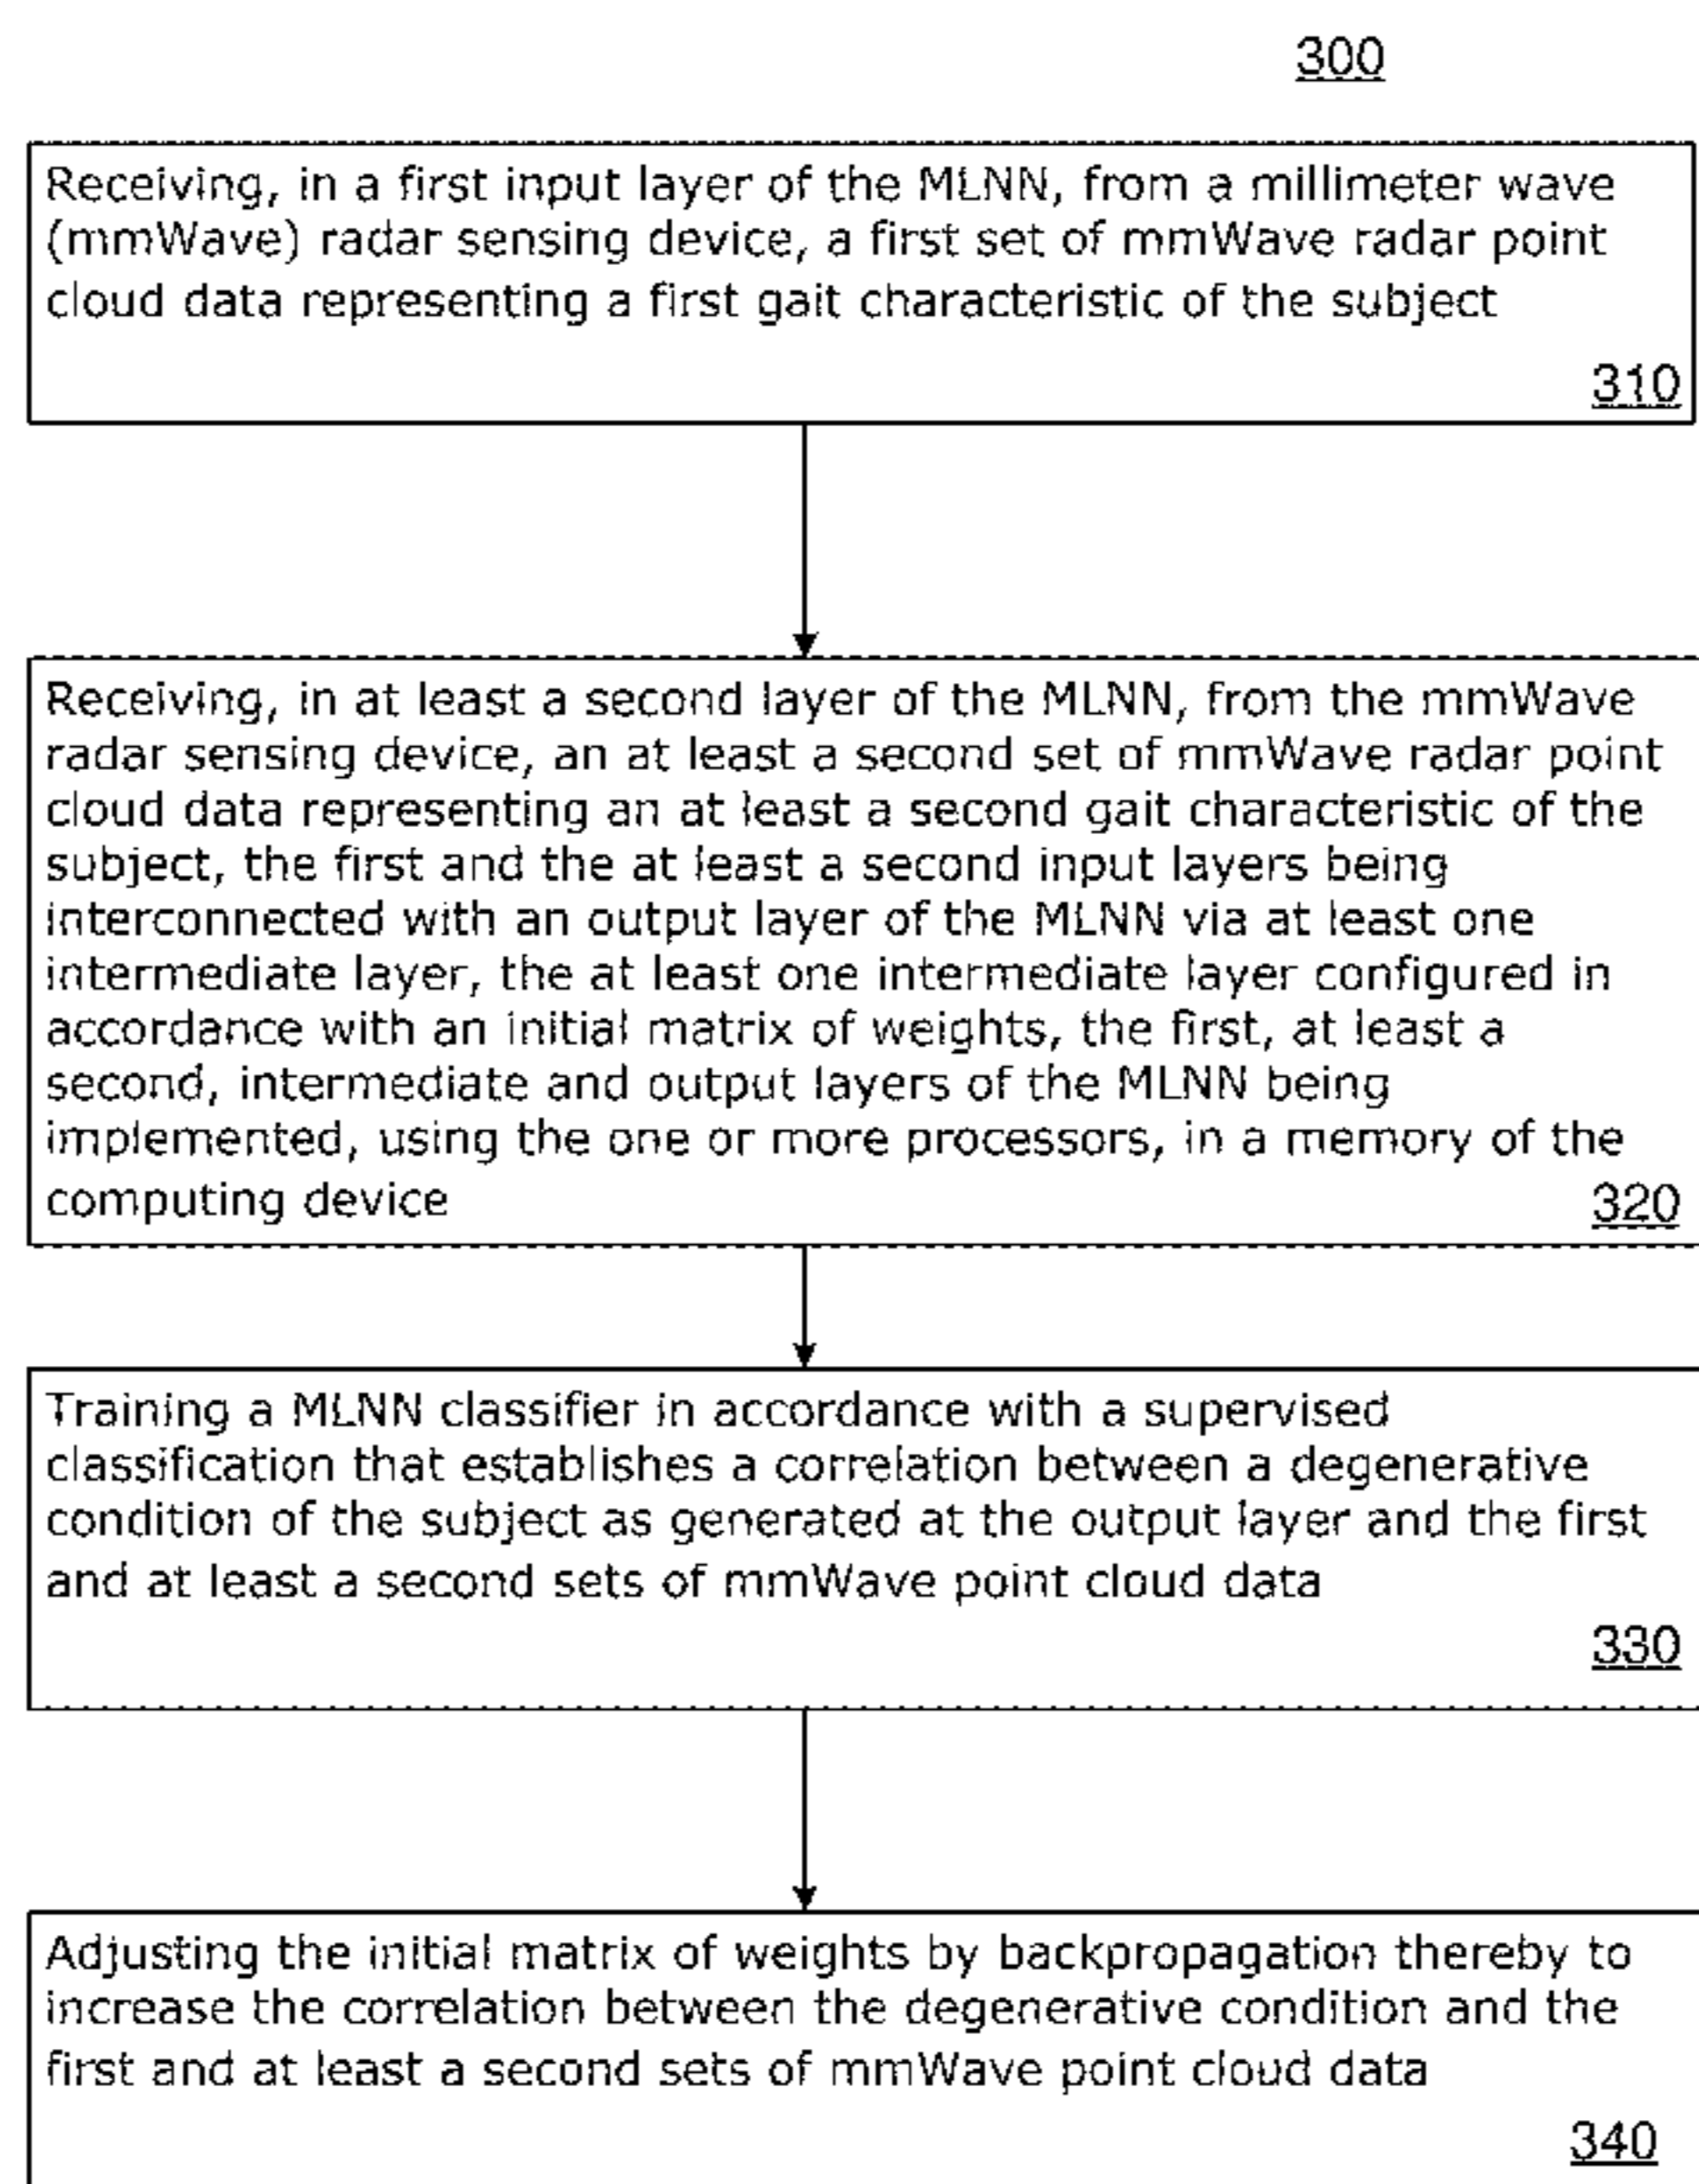 300
Receiving, in a first input layer of the MLNN, from a millimeter wave
(mmWave) radar sensing device, a first set of mmWave radar point
cloud data representing a first gait characteristic of the subject
310
Receiving, in at least a second layer of the MLNN, from the mmWave
radar sensing device, an at least a second set of mmWave radar point
cloud data representing an at least a second gait characteristic of the
subject, the first and the at least a second input layers being
interconnected with an output layer of the MLNN via at least one
intermediate layer, the at least one intermediate layer configured in
accordance with an initial matrix of weights, the first, at least a
second, intermediate and output layers of the MLNN being
implemented, using the one or more processors, in a memory of the
computing device
320
Training a MLNN classifier in accordance with a supervised
classification that establishes a correlation between a degenerative
condition of the subject as generated at the output layer and the first
and at least a second sets of mmWave point cloud data
330
Adjusting the initial matrix of weights by backpropagation thereby to
increase the correlation between the degenerative condition and the
first and at least a second sets of mmWave point cloud data
340